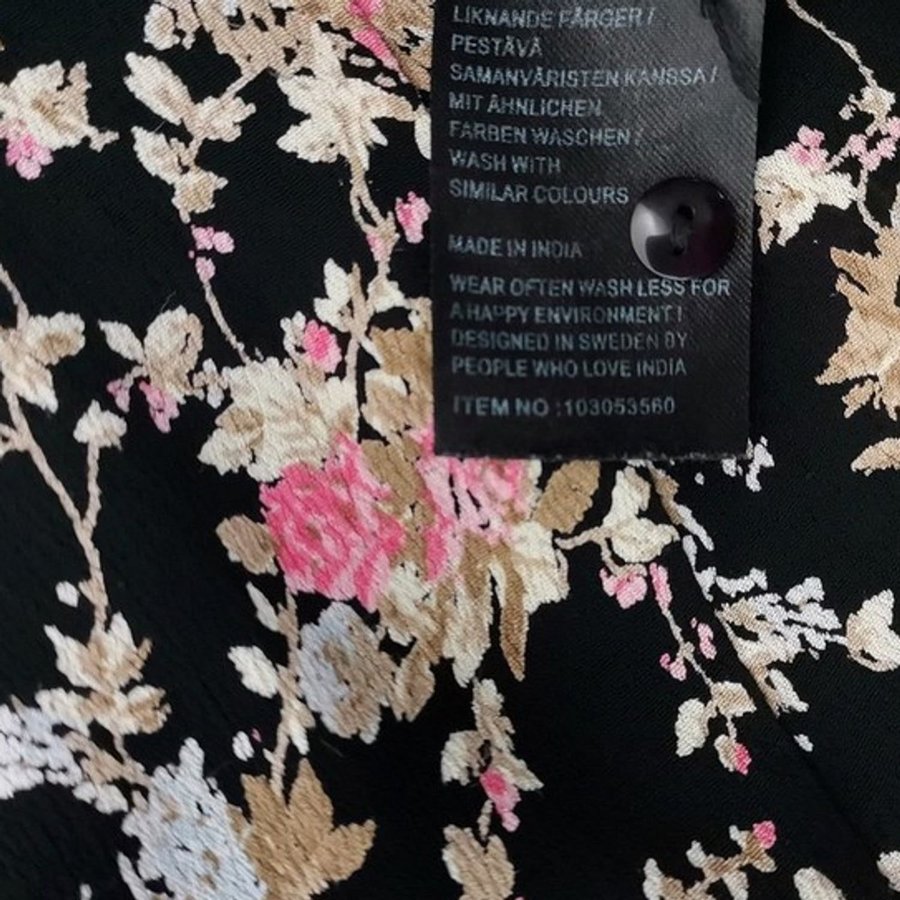 LIKNANDE FÄRGER /
PESTÄVÄ
SAMANVÄRISTEN KANSSA /
MIT ÄHNLICHEN
FARBEN WASCHEN /
WASH WITH
SIMILAR COLOURS
MADE IN INDIA
WEAR OFTEN WASH LESS FOR
A HAPPY ENVIRONMENT !
DESIGNED IN SWEDEN BY
PEOPLE WHO LOVE INDIA
ITEM NO :103053560